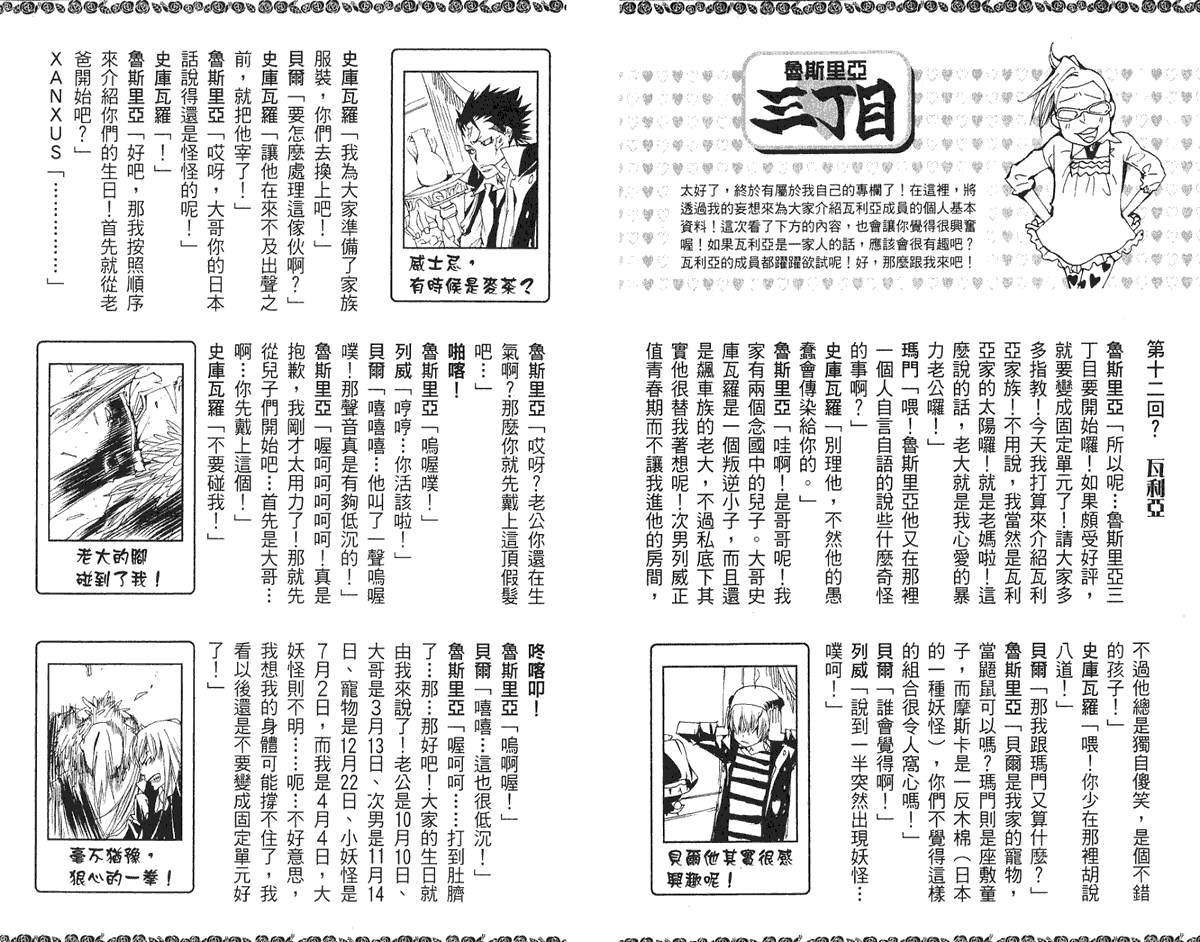 魯斯里亞
三丁目
太好了，終於有屬於我自己的專欄了！在這裡，將
透過我的妄想來為大家介紹瓦利亞成員的個人基本
資料！這次看了下方的內容，也會讓你覺得很興奮
喔！如果瓦利亞是一家人的話，應該會很有趣吧？
瓦利亞的成員都躍躍欲試呢！好，那麼跟我來吧！
第十二回？　瓦利亞
魯斯里亞「所以呢…魯斯里亞三
丁目要開始囉！如果頗受好評，
就要變成固定單元了！請大家多
多指教！今天我打算來介紹瓦利
亞家族！不用說，我當然是瓦利
亞家的太陽囉！就是老媽啦！這
麼說的話，老大就是我心愛的暴
力老公囉！」
瑪門「喂！魯斯里亞他又在那裡
一個人自言自語的說些什麼奇怪
的事啊？」
史庫瓦羅「別理他，不然他的愚
蠢會傳染給你的。」
魯斯里亞「哇啊！是哥哥呢！我
家有兩個念國中的兒子。大哥史
庫瓦羅是一個叛逆小子，而且還
是飆車族的老大，不過私底下其
實他很替我著想呢！次男列威正
值青春期而不讓我進他的房間，
不過他總是獨自傻笑，是個不錯
的孩子！」
史庫瓦羅「喂！你少在那裡胡說
八道！」
貝爾「那我跟瑪門又算什麼？」
魯斯里亞「貝爾是我家的寵物，
當鼯鼠可以嗎？瑪門則是座敷童
子，而摩斯卡是一反木棉（日本
的一種妖怪），你們不覺得這樣
的組合很令人窩心嗎！」
貝爾「誰會覺得啊！」
列威「說到一半突然出現妖怪…
噗呵！」
貝爾他其實很感
興趣呢！
威士忌，
有時候是麥茶？
史庫瓦羅「我為大家準備了家族
服裝，你們去換上吧！」
貝爾「要怎麼處理這傢伙啊？」
史庫瓦羅「讓他在來不及出聲之
前，就把他宰了！」
魯斯里亞「哎呀，大哥你的日本
話說得還是怪怪的呢！」
史庫瓦羅「！」
魯斯里亞「好吧，那我按照順序
來介紹你們的生日！首先就從老
爸開始吧？」
XANXUS「………………」
魯斯里亞「哎呀？老公你還在生
氣啊？那麼你就先戴上這頂假髮
吧…」
啪喀！
魯斯里亞「嗚喔噗！」
列威「哼哼…你活該啦！」
貝爾「嘻嘻嘻…他叫了一聲嗚喔
噗！那聲音真是有夠低沉的！」
魯斯里亞「喔呵呵呵呵呵！真是
抱歉，我剛才太用力了！那就先
從兒子們開始吧…首先是大哥…
啊…你先戴上這個！」
史庫瓦羅「不要碰我！」
老大的腳
碰到了我！
咚喀叩！
魯斯里亞「嗚啊喔！」
貝爾「嘻嘻…這也很低沉！」
魯斯里亞「喔呵呵……打到肚臍
了…那…那好吧！大家的生日就
由我來說了！老公是10月10日、
大哥是3月13日、次男是11月14
日、寵物是12月22日、小妖怪是
7月2日，而我是4月4日，大
妖怪則不明……呃…不好意思，
我想我的身體可能撐不住了，我
看以後還是不要變成固定單元好
了！」
毫不猶豫，
狠心的一拳！